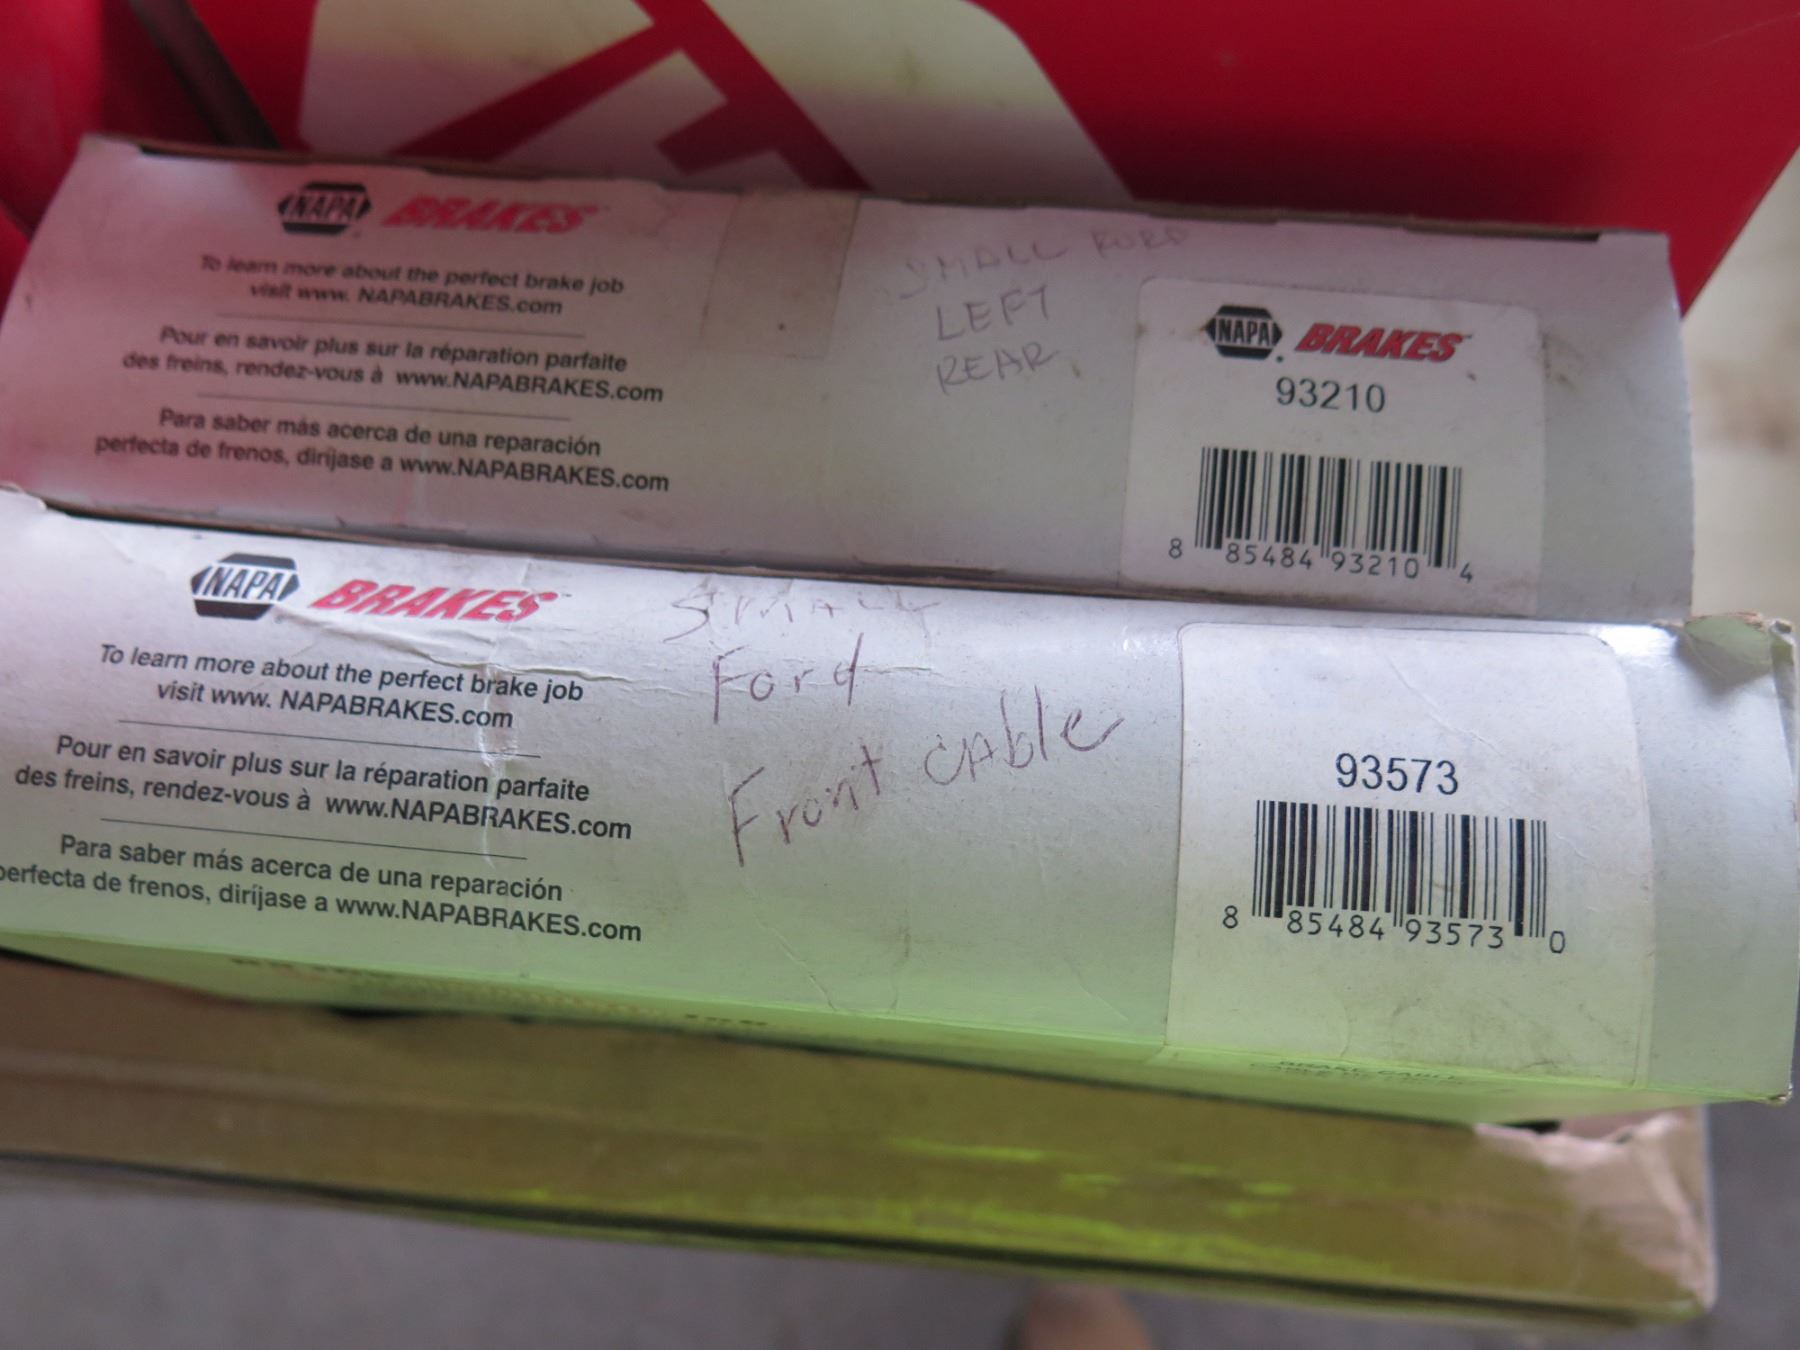 NAPA BRAKES
To learn more about the perfect brake job
visit www. NAPABRAKES.com
Pour en savoir plus sur la réparation parfaite
des freins, rendez-vous à www.NAPABRAKES.com
Para saber más acerca de una reparación
perfecta de frenos, diríjase a www.NAPABRAKES.com
SMALL FORD
LEFT
REAR
NAPA BRAKES
93210
8 85484 93210 4
NAPA BRAKES
To learn more about the perfect brake job
visit www. NAPABRAKES.com
Pour en savoir plus sur la réparation parfaite
des freins, rendez-vous à www.NAPABRAKES.com
Para saber más acerca de una reparación
perfecta de frenos, diríjase a www.NAPABRAKES.com
SMALL
Ford
Front CAble
93573
8 85484 93573 0
BRAKE CABLE